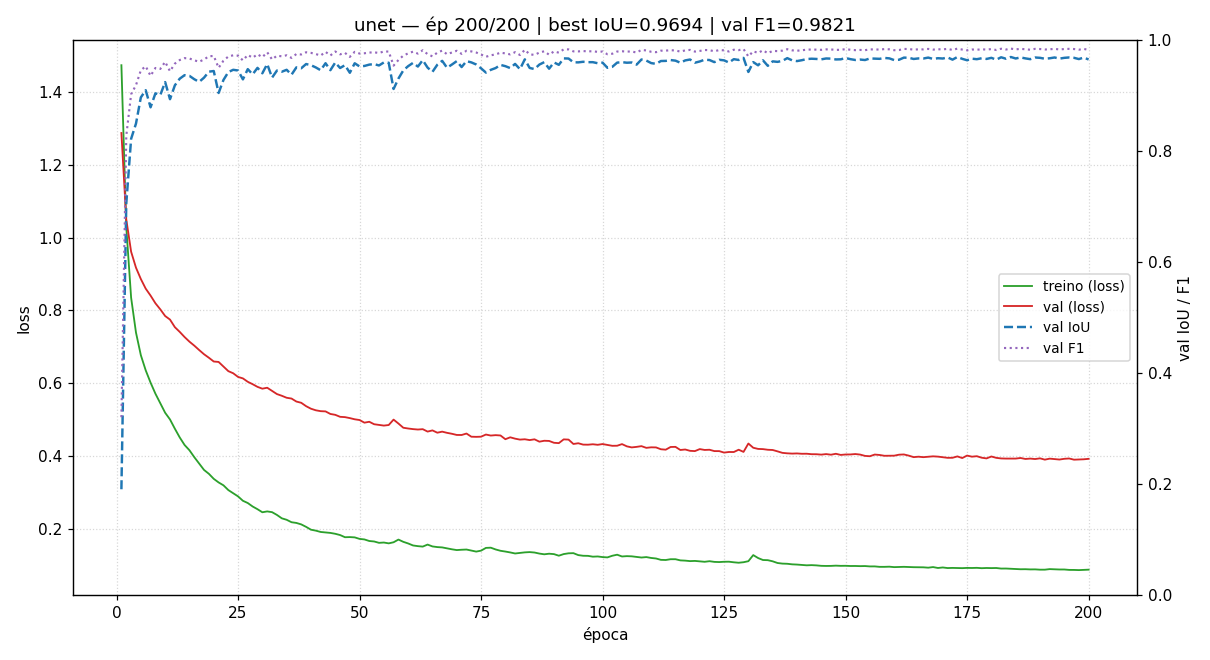 unet — ép 200/200 | best IoU=0.9694 | val F1=0.9821
1.4
1.2
1.0
0.8
0.6
0.4
0.2
loss
1.0
0.8
0.6
0.4
0.2
0.0
val IoU / F1
treino (loss)
val (loss)
val IoU
val F1
0 25 50 75 100 125 150 175 200
época